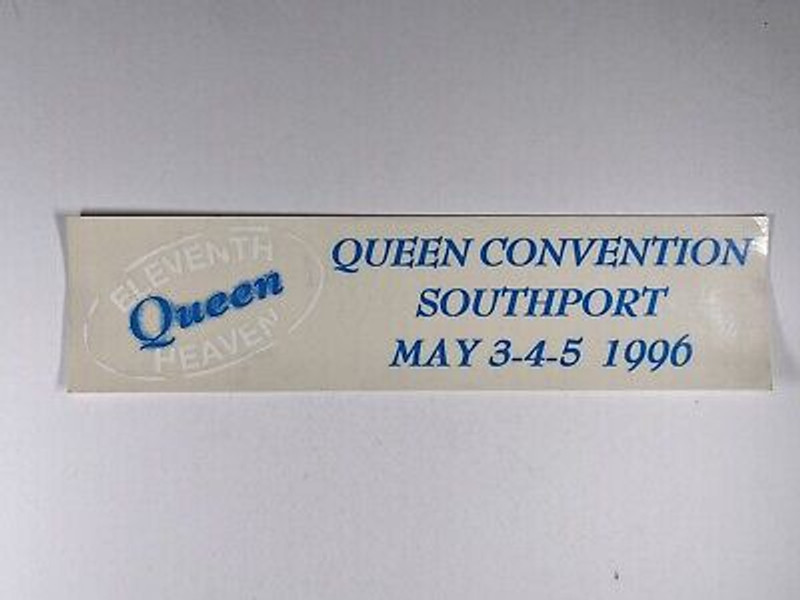 ELEVENTH
Queen
HEAVEN
QUEEN CONVENTION
SOUTHPORT
MAY 3-4-5 1996